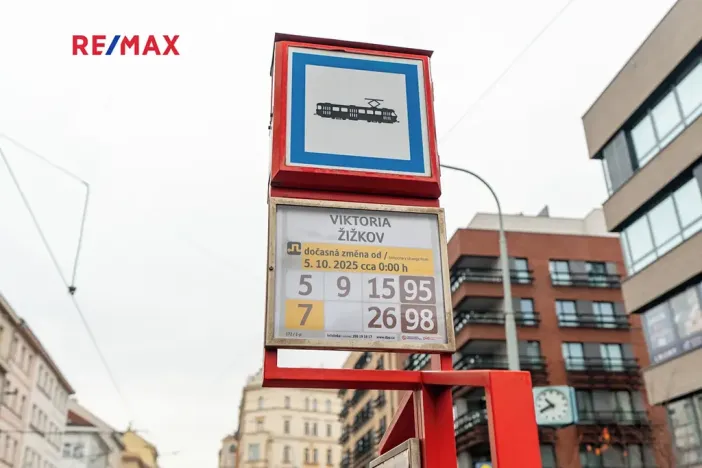 RE/MAX
VIKTORIA
ŽIŽKOV
dočasná změna od /
5. 10. 2025 cca 0:00 h
5 9 15 95
7 26 98